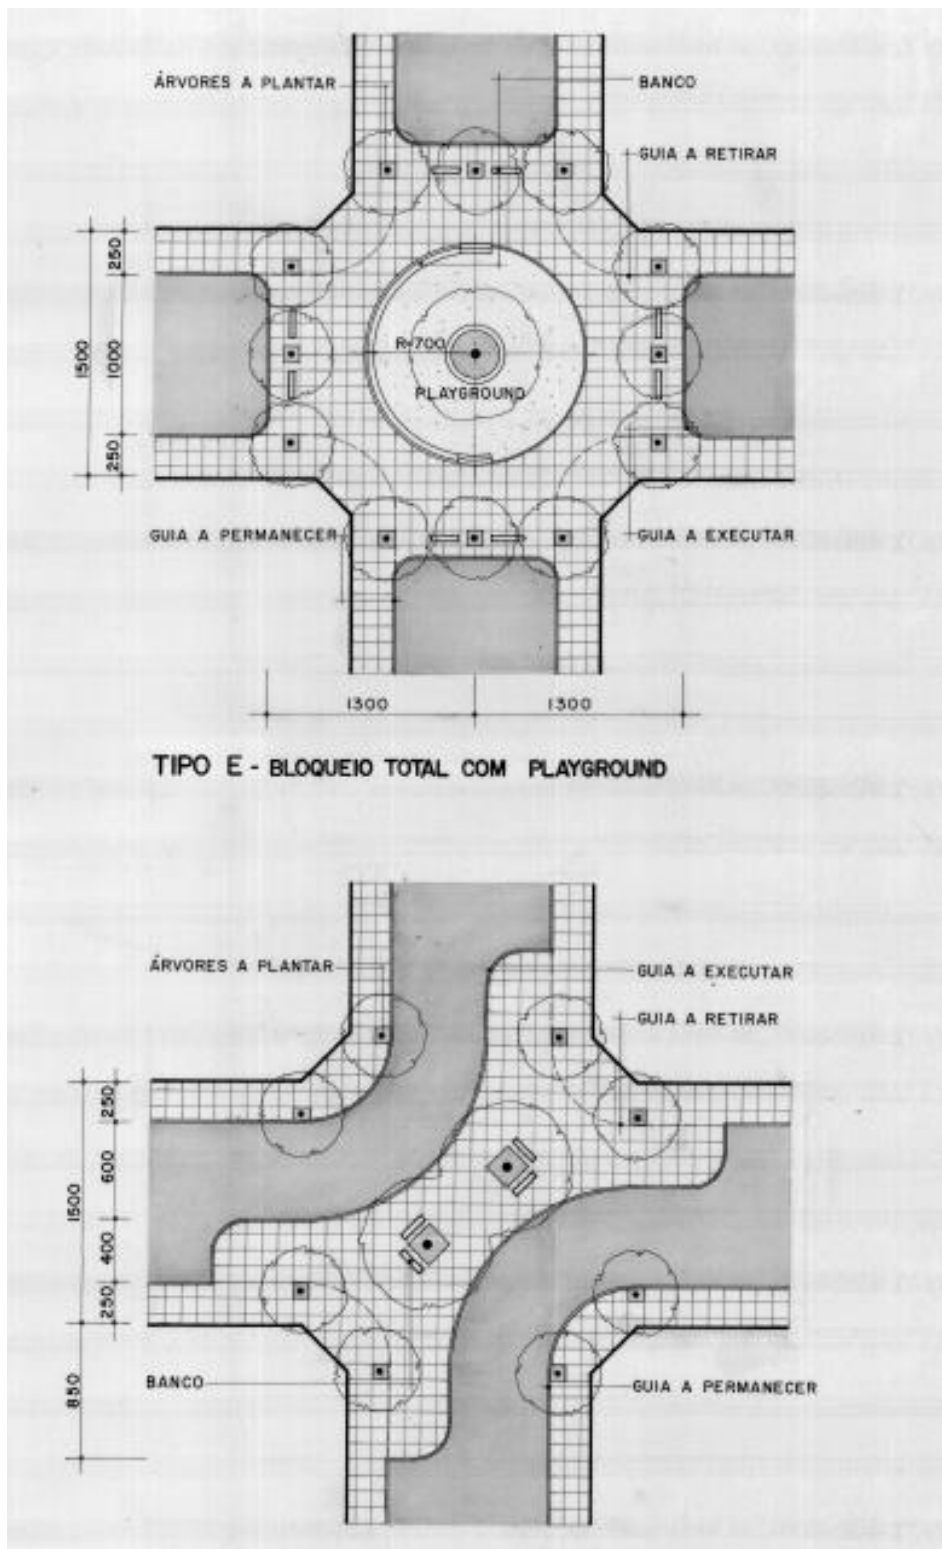 ÁRVORES A PLANTAR
BANCO
GUIA A RETIRAR
250
1500
1000
250
R-700
PLAYGROUND
GUIA A PERMANECER
GUIA A EXECUTAR
1300
1300
TIPO E - BLOQUEIO TOTAL COM PLAYGROUND
ÁRVORES A PLANTAR
GUIA A EXECUTAR
GUIA A RETIRAR
250
600
1500
400
250
850
BANCO
GUIA A PERMANECER